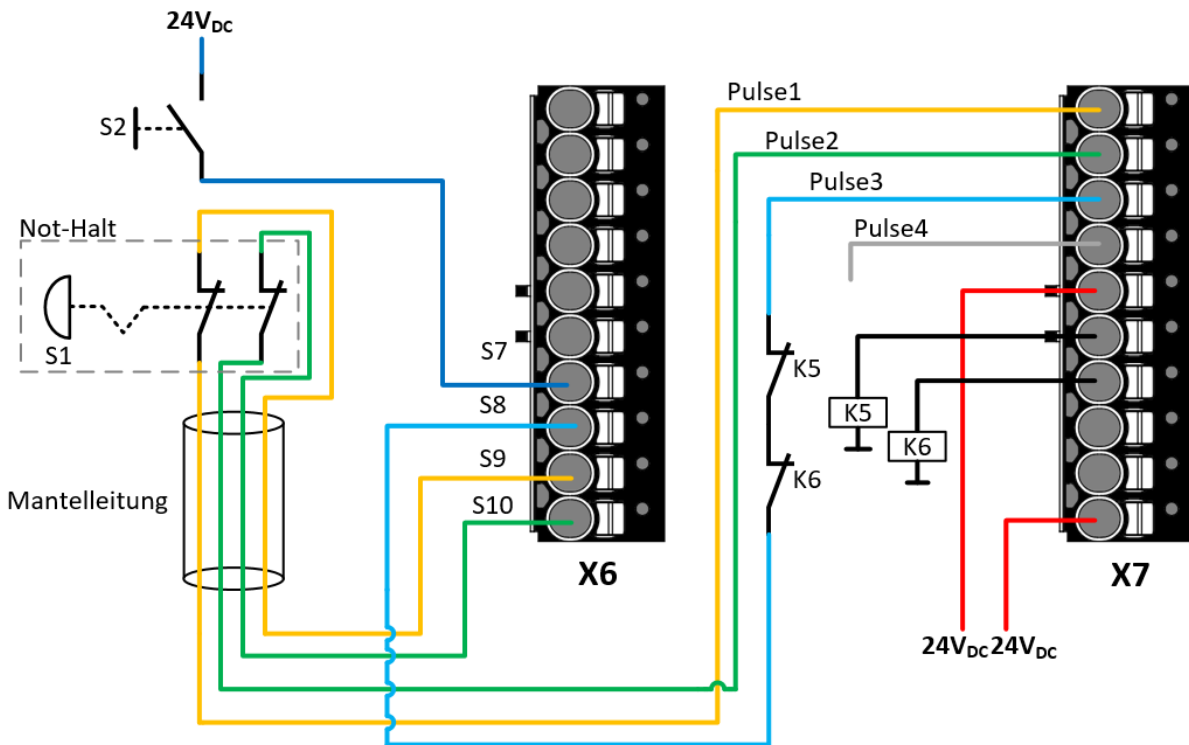 24VDC
S2
Not-Halt
S1
Mantelleitung
S7
S8
S9
S10
X6
Pulse1
Pulse2
Pulse3
Pulse4
K5
K6
K5
K6
24VDC 24VDC
X7